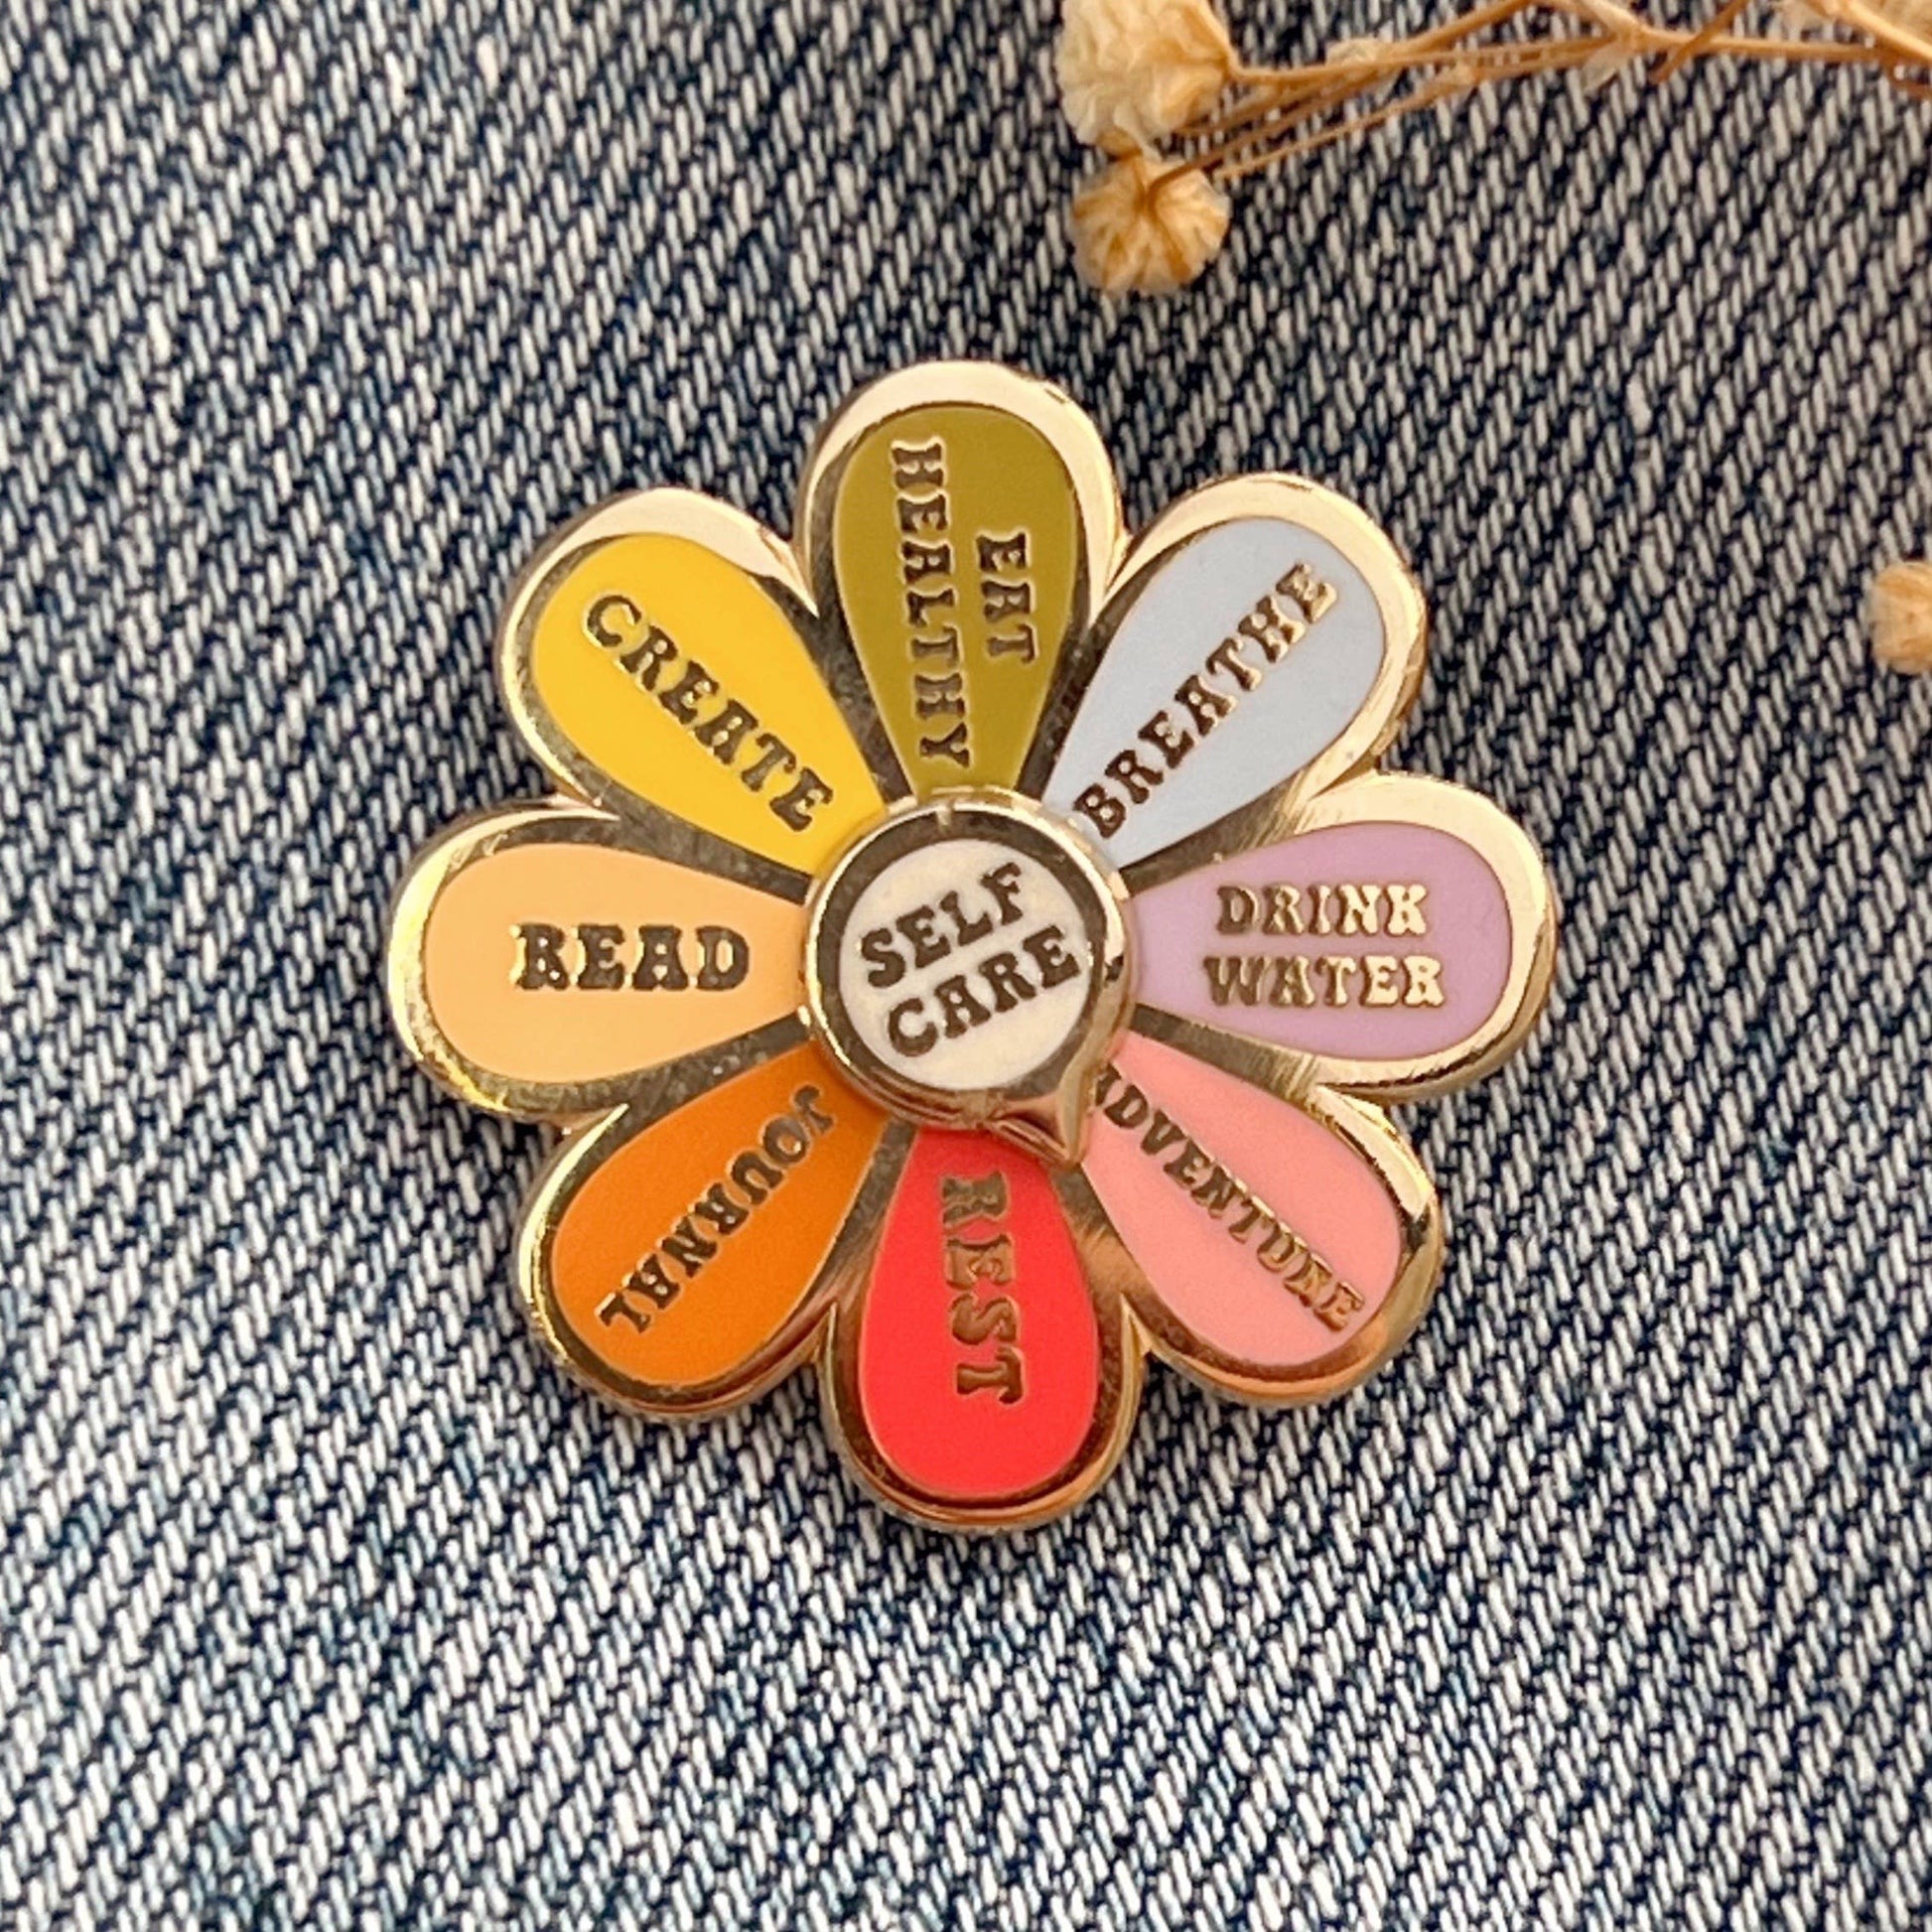 SELF
CARE
EAT
HEALTHY
BREATHE
DRINK
WATER
ADVENTURE
REST
JOURNAL
READ
CREATE